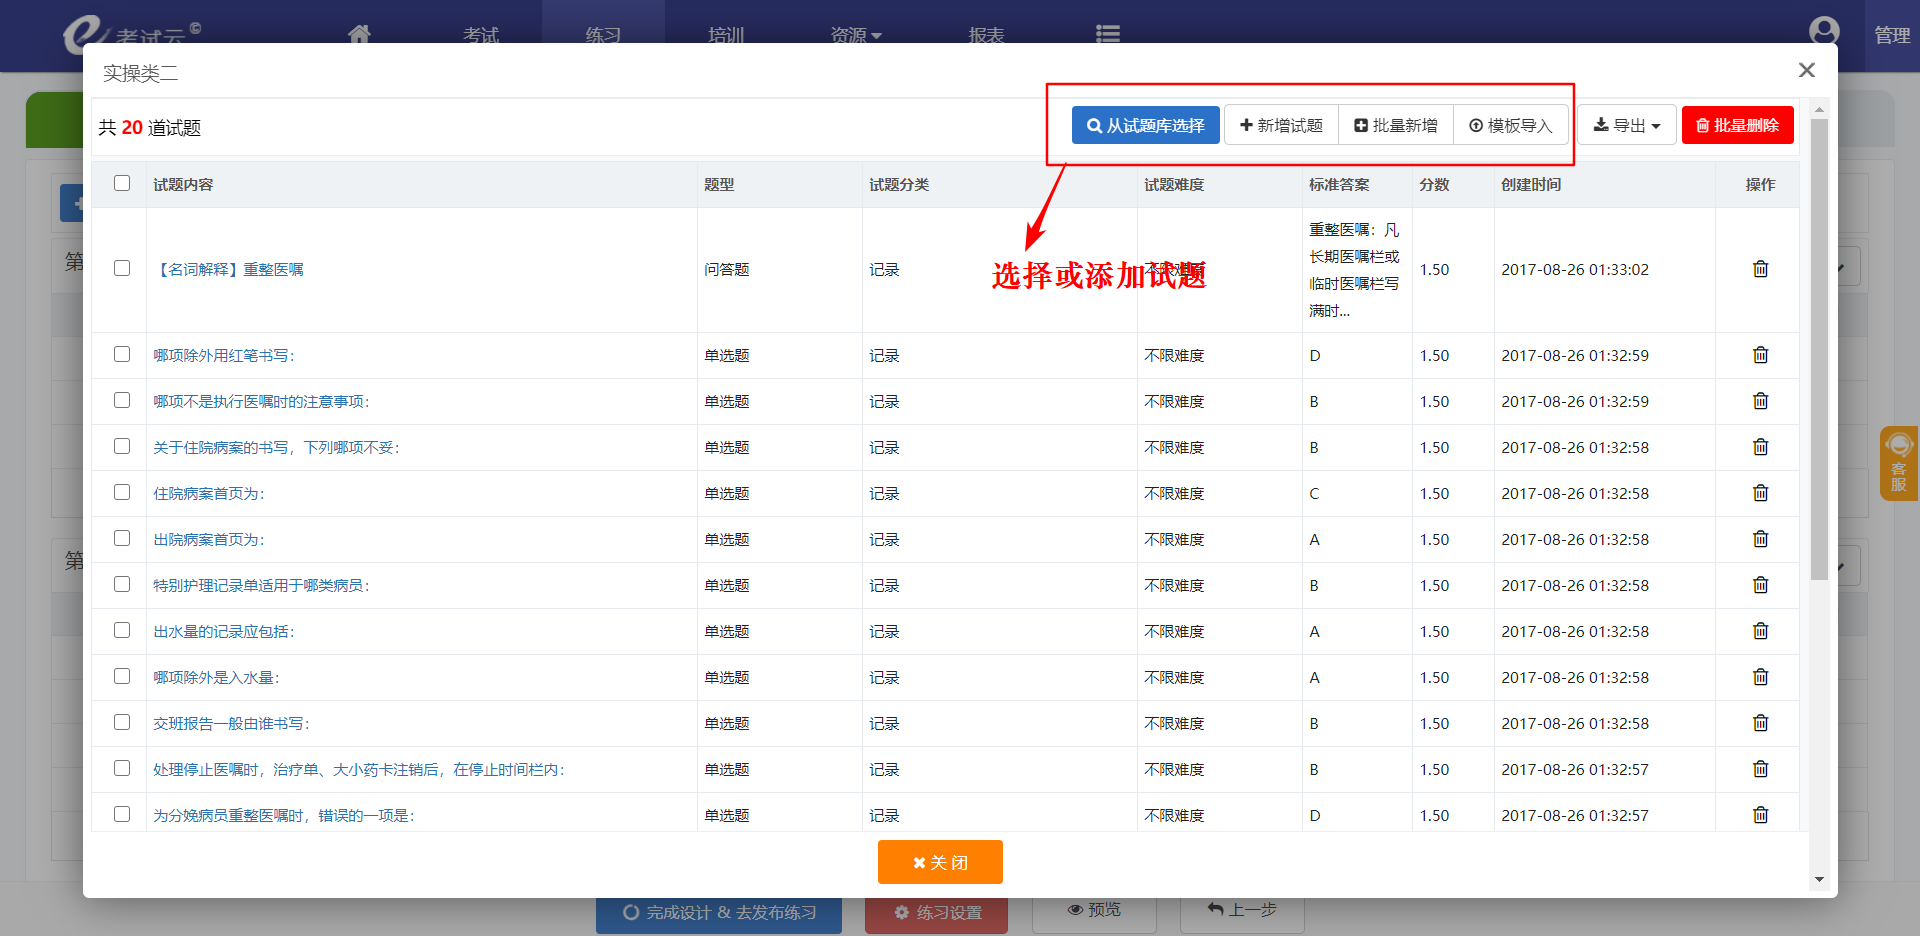 e 考试云©
考试
练习
培训
资源
报表
管理
实操类二
共 20 道试题
从试题库选择
新增试题
批量新增
模板导入
导出
批量删除
试题内容 题型 试题分类 试题难度 标准答案 分数 创建时间 操作
【名词解释】重整医嘱 问答题 记录 不限难度 重整医嘱：凡 1.50 2017-08-26 01:33:02
长期医嘱栏或
临时医嘱栏写
满时...
选择或添加试题
哪项除外用红笔书写： 单选题 记录 不限难度 D 1.50 2017-08-26 01:32:59
哪项不是执行医嘱时的注意事项： 单选题 记录 不限难度 B 1.50 2017-08-26 01:32:59
关于住院病案的书写，下列哪项不妥： 单选题 记录 不限难度 B 1.50 2017-08-26 01:32:58
住院病案首页为： 单选题 记录 不限难度 C 1.50 2017-08-26 01:32:58
出院病案首页为： 单选题 记录 不限难度 A 1.50 2017-08-26 01:32:58
特别护理记录单适用于哪类病员： 单选题 记录 不限难度 B 1.50 2017-08-26 01:32:58
出水量的记录应包括： 单选题 记录 不限难度 A 1.50 2017-08-26 01:32:58
哪项除外是入水量： 单选题 记录 不限难度 A 1.50 2017-08-26 01:32:58
交班报告一般由谁书写： 单选题 记录 不限难度 B 1.50 2017-08-26 01:32:58
处理停止医嘱时，治疗单、大小药卡注销后，在停止时间栏内： 单选题 记录 不限难度 B 1.50 2017-08-26 01:32:57
为分娩病员重整医嘱时，错误的一项是： 单选题 记录 不限难度 D 1.50 2017-08-26 01:32:57
关 闭
第
第
客服
完成设计 & 去发布练习
练习设置
预览
上一步